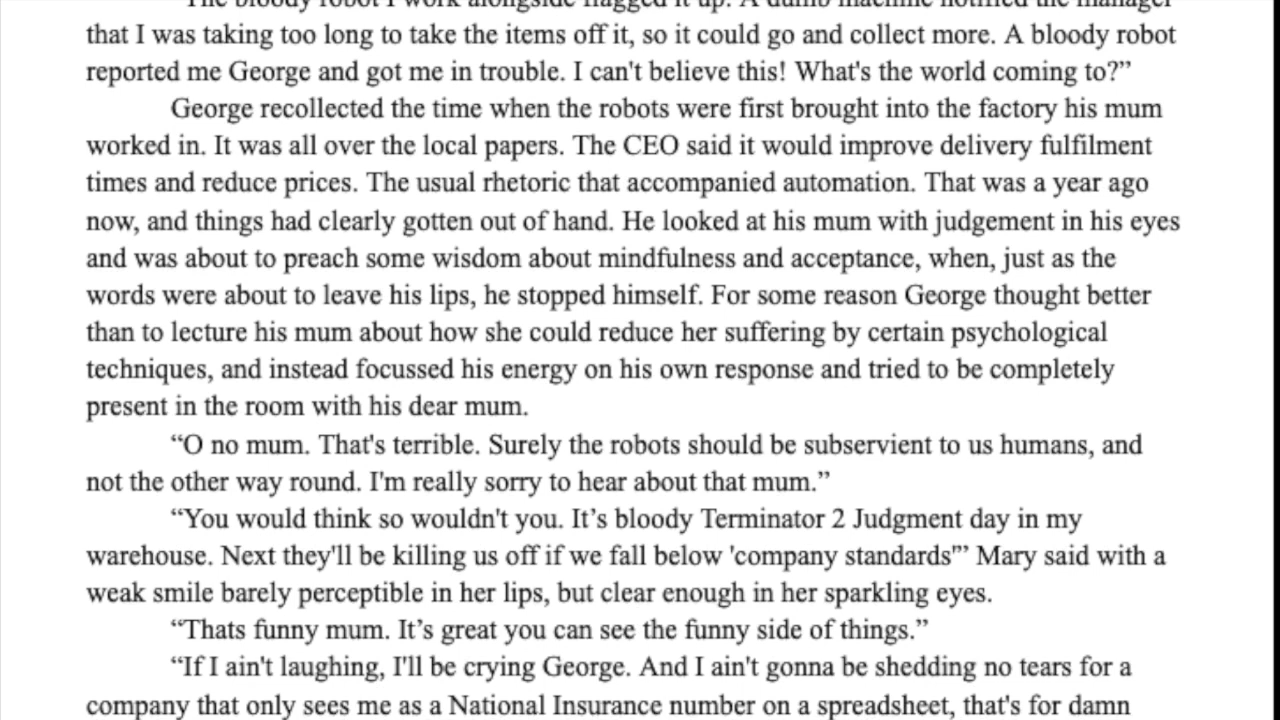 The bloody robot I work alongside flagged it up. A dumb machine notified the manager
that I was taking too long to take the items off it, so it could go and collect more. A bloody robot
reported me George and got me in trouble. I can't believe this! What's the world coming to?”
George recollected the time when the robots were first brought into the factory his mum
worked in. It was all over the local papers. The CEO said it would improve delivery fulfilment
times and reduce prices. The usual rhetoric that accompanied automation. That was a year ago
now, and things had clearly gotten out of hand. He looked at his mum with judgement in his eyes
and was about to preach some wisdom about mindfulness and acceptance, when, just as the
words were about to leave his lips, he stopped himself. For some reason George thought better
than to lecture his mum about how she could reduce her suffering by certain psychological
techniques, and instead focussed his energy on his own response and tried to be completely
present in the room with his dear mum.
“O no mum. That's terrible. Surely the robots should be subservient to us humans, and
not the other way round. I'm really sorry to hear about that mum.”
“You would think so wouldn't you. It’s bloody Terminator 2 Judgment day in my
warehouse. Next they'll be killing us off if we fall below 'company standards"’ Mary said with a
weak smile barely perceptible in her lips, but clear enough in her sparkling eyes.
“Thats funny mum. It’s great you can see the funny side of things.”
“If I ain't laughing, I'll be crying George. And I ain't gonna be shedding no tears for a
company that only sees me as a National Insurance number on a spreadsheet, that's for damn